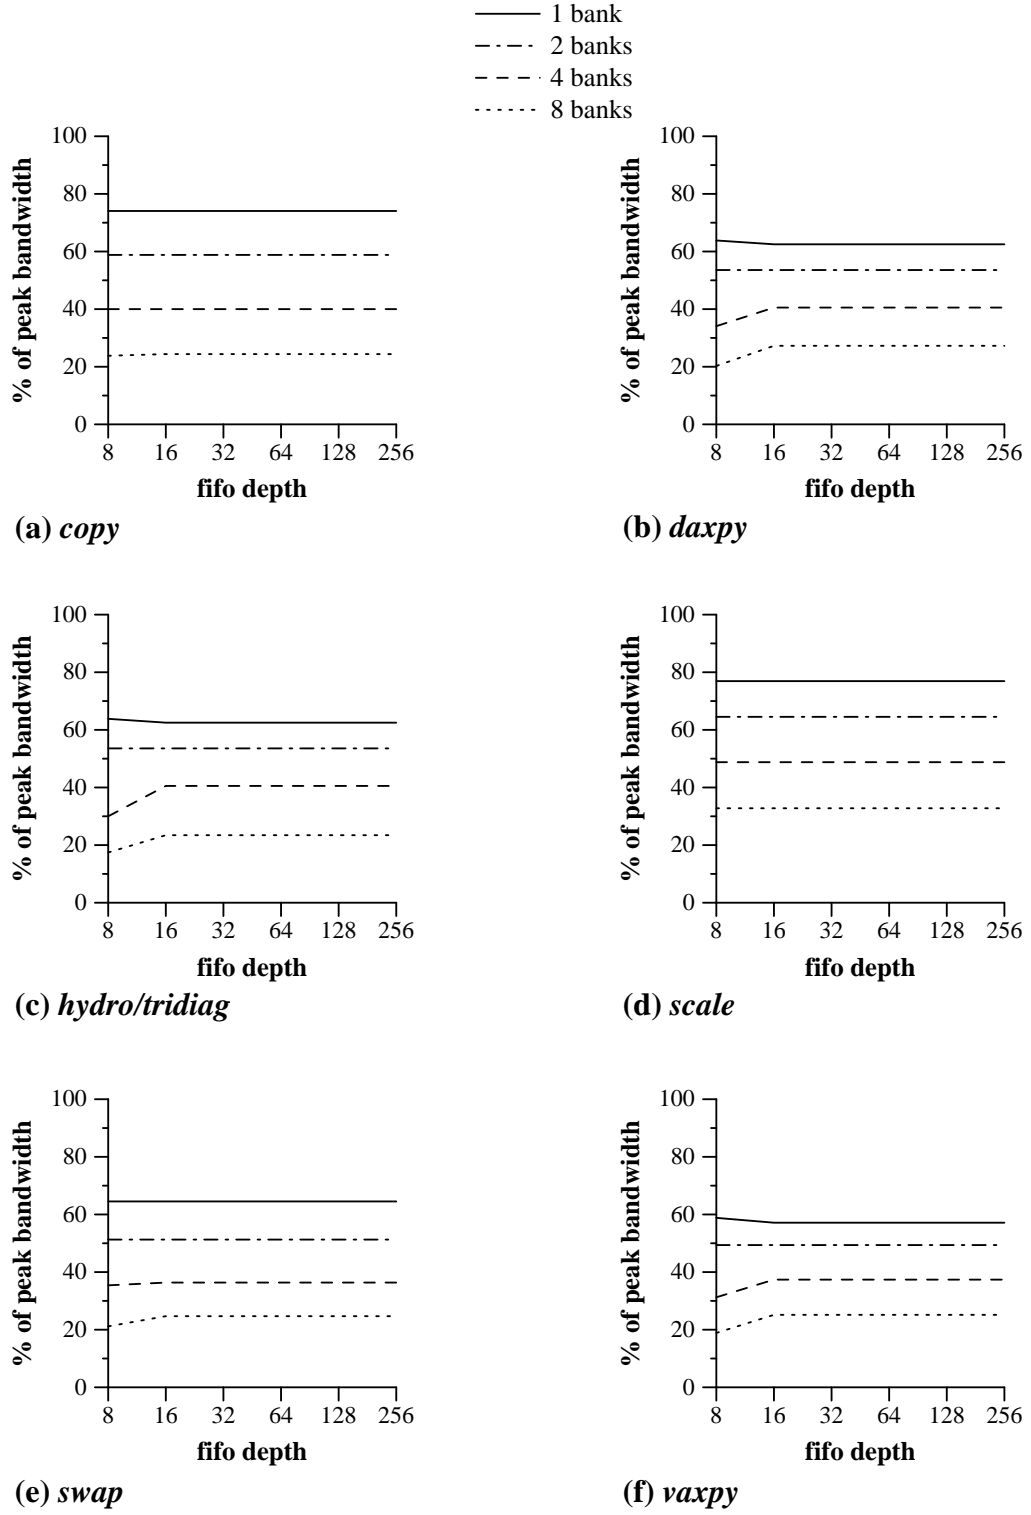 1 bank
2 banks
4 banks
8 banks
% of peak bandwidth
100
80
60
40
20
0
8 16 32 64 128 256
fifo depth
(a) copy
% of peak bandwidth
100
80
60
40
20
0
8 16 32 64 128 256
fifo depth
(b) daxpy
% of peak bandwidth
100
80
60
40
20
0
8 16 32 64 128 256
fifo depth
(c) hydro/tridiag
% of peak bandwidth
100
80
60
40
20
0
8 16 32 64 128 256
fifo depth
(d) scale
% of peak bandwidth
100
80
60
40
20
0
8 16 32 64 128 256
fifo depth
(e) swap
% of peak bandwidth
100
80
60
40
20
0
8 16 32 64 128 256
fifo depth
(f) vaxpy